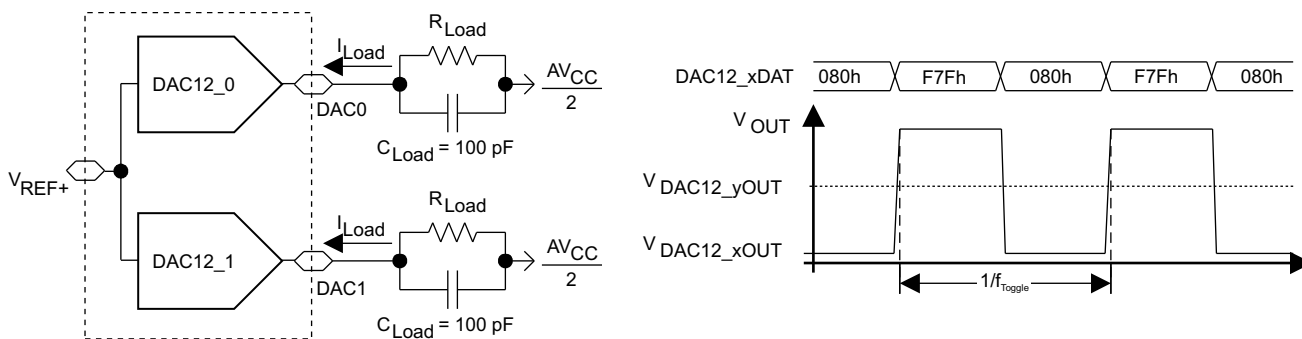 DAC12_0
DAC0
I Load
R Load
C Load = 100 pF
AV CC
2
V REF+
DAC12_1
DAC1
I Load
R Load
C Load = 100 pF
AV CC
2
DAC12_xDAT
080h
F7Fh
080h
F7Fh
080h
V OUT
V DAC12_yOUT
V DAC12_xOUT
1/f Toggle